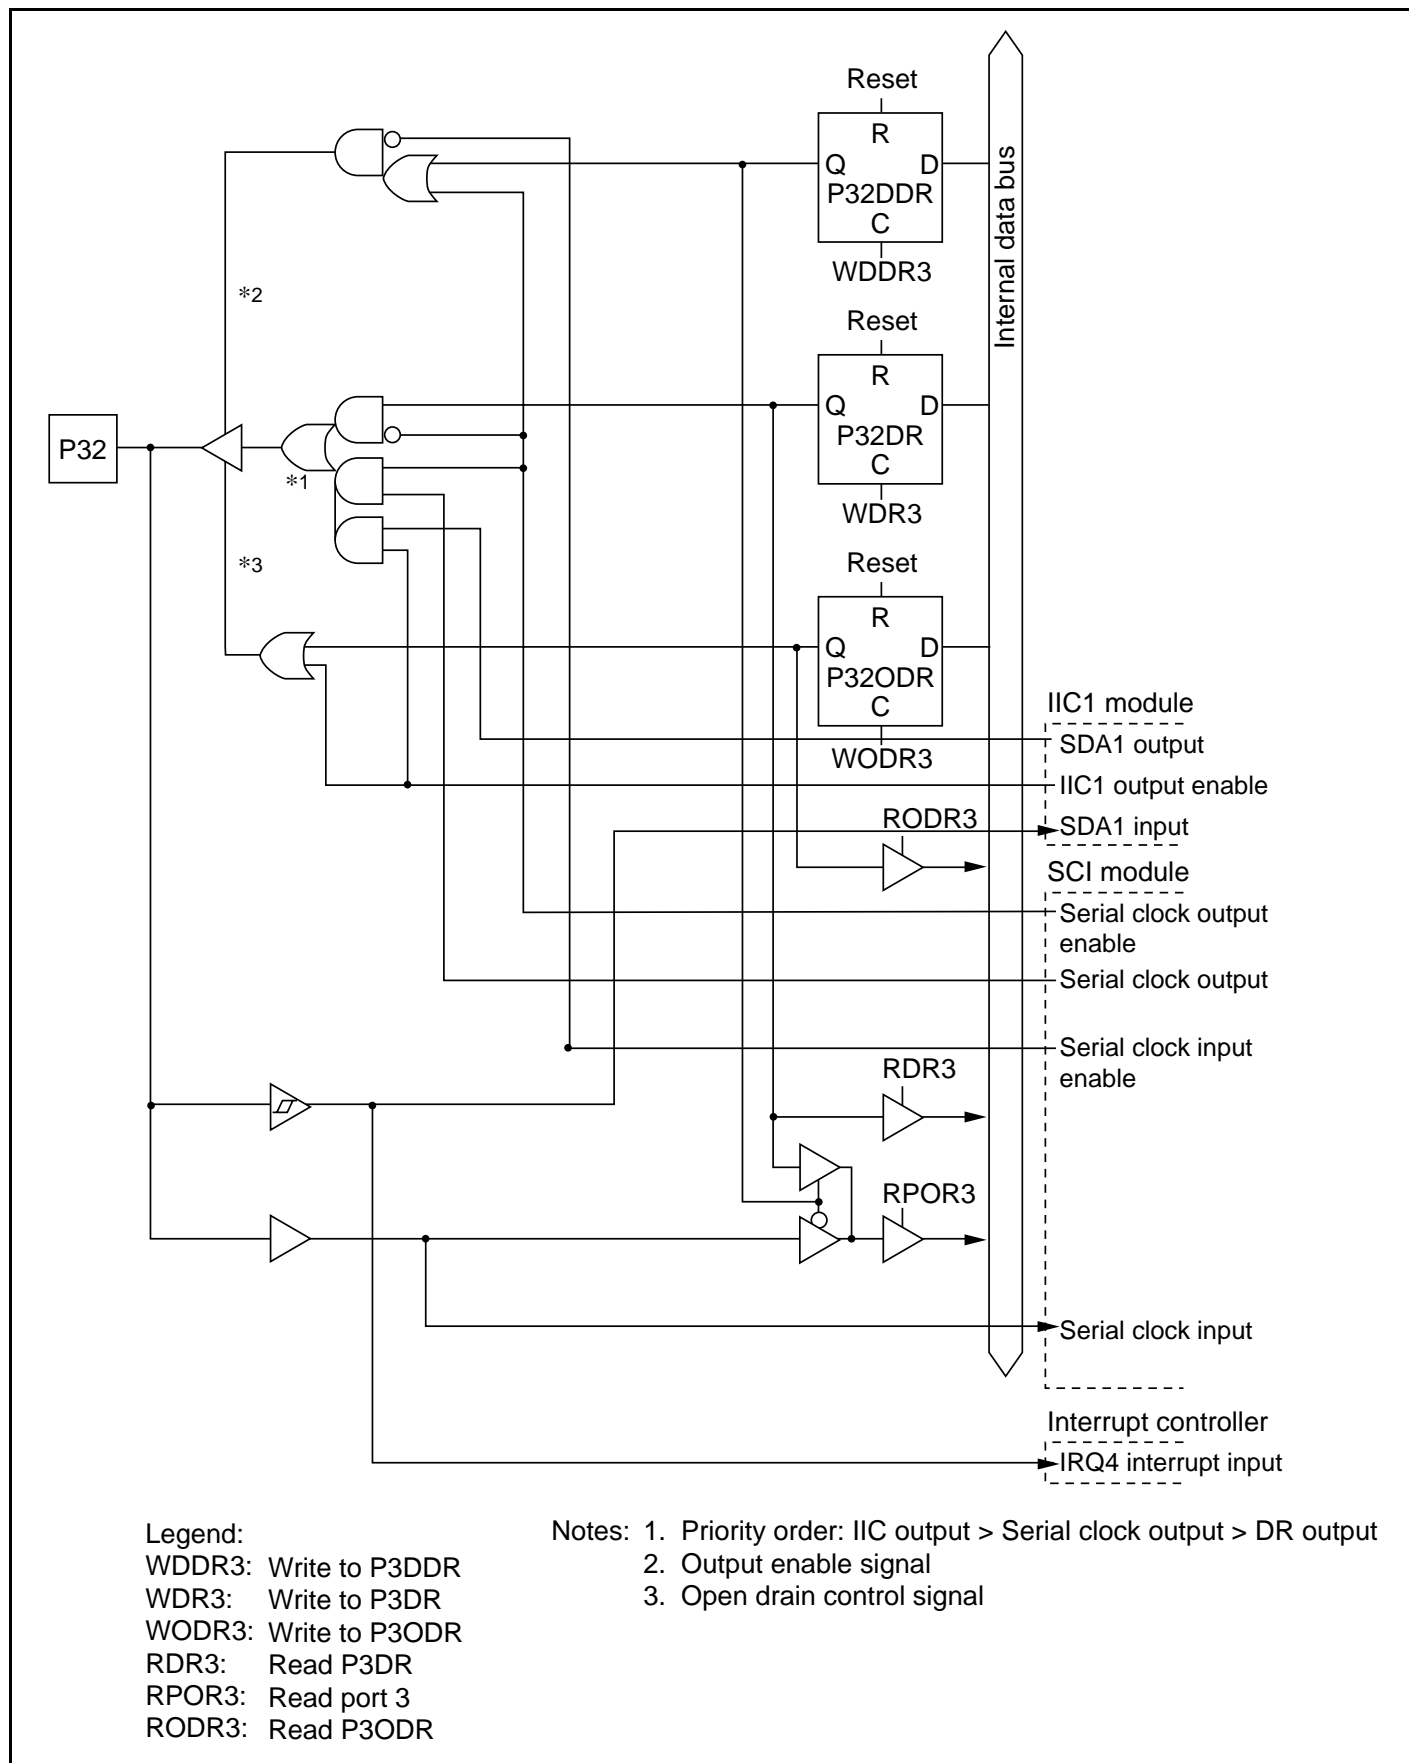 Reset
R
Q D
P32DDR
C
WDDR3
Internal data bus
*2
Reset
R
Q D
P32DR
C
WDR3
P32
*1
*3
Reset
R
Q D
P32ODR
C
WODR3
IIC1 module
SDA1 output
IIC1 output enable
SDA1 input
RODR3
SCI module
Serial clock output
enable
Serial clock output
Serial clock input
enable
RDR3
RPOR3
Serial clock input
Interrupt controller
IRQ4 interrupt input
Legend:
WDDR3: Write to P3DDR
WDR3: Write to P3DR
WODR3: Write to P3ODR
RDR3: Read P3DR
RPOR3: Read port 3
RODR3: Read P3ODR
Notes: 1. Priority order: IIC output > Serial clock output > DR output
2. Output enable signal
3. Open drain control signal